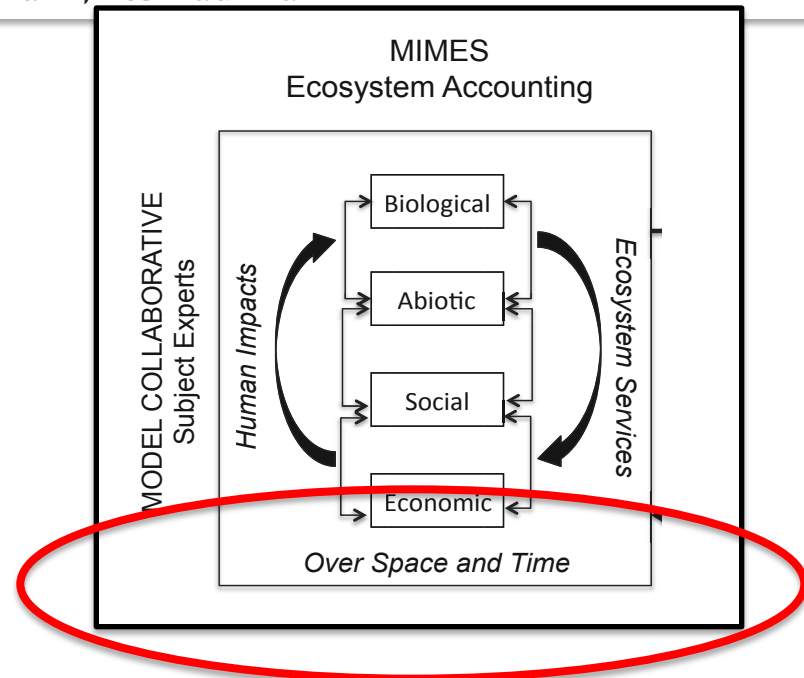 MIMES
Ecosystem Accounting
MODEL COLLABORATIVE
Subject Experts
Human Impacts
Biological
Abiotic
Social
Economic
Ecosystem Services
Over Space and Time